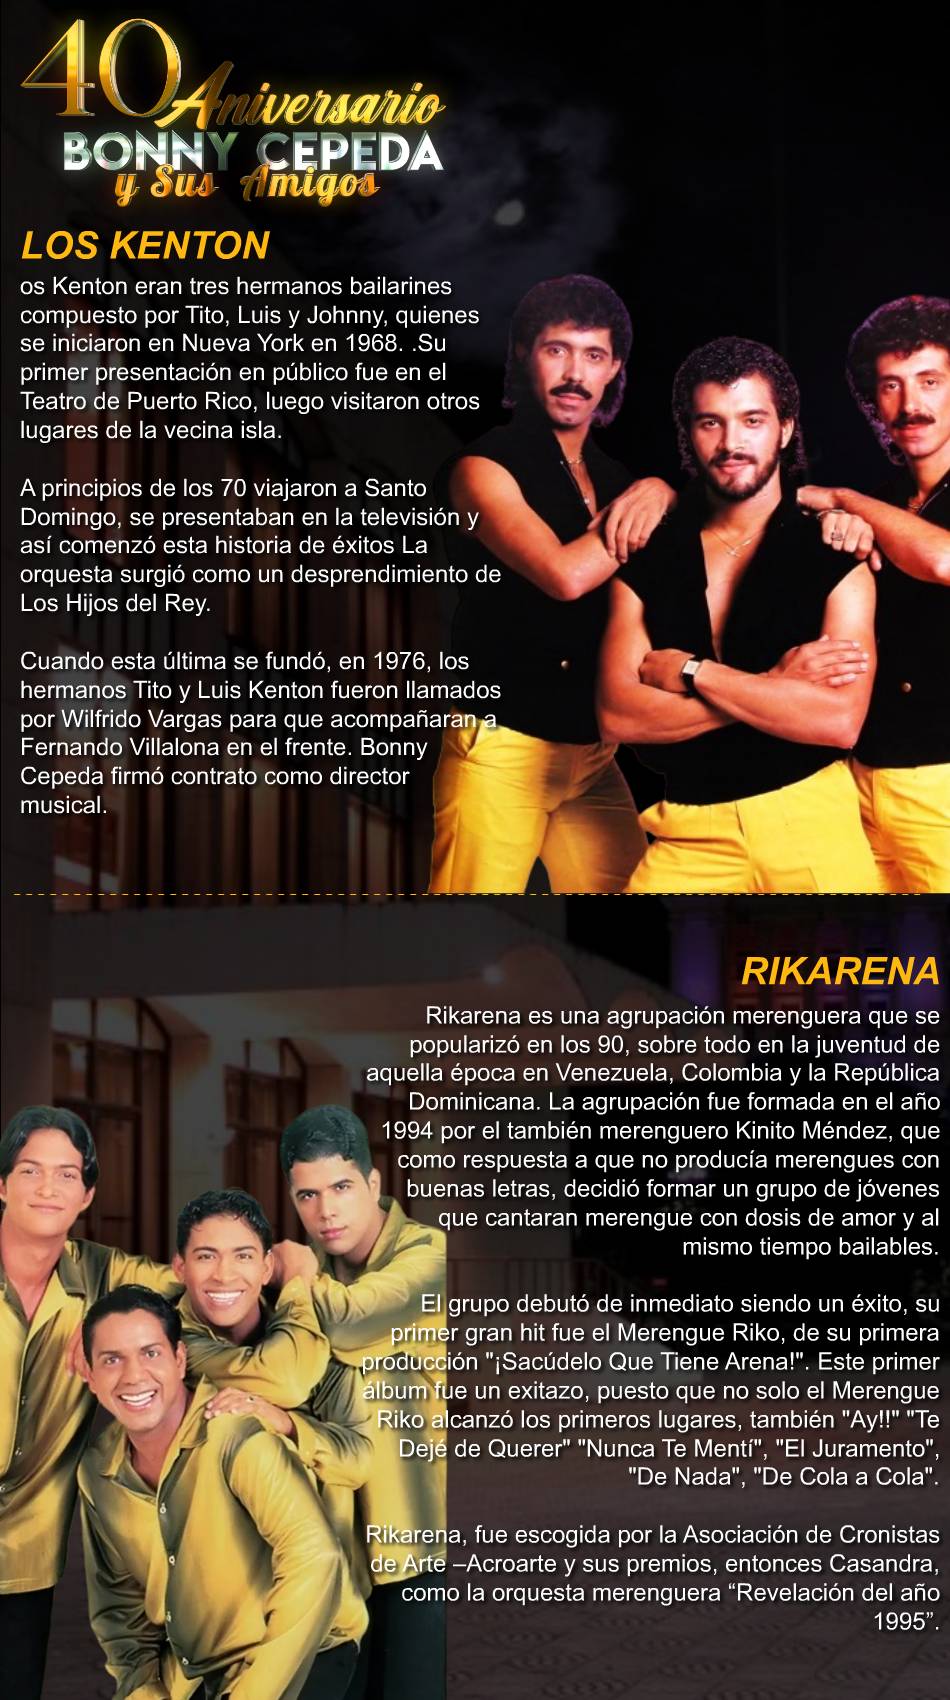 40 Aniversario
BONNY CEPEDA
y Sus Amigos
LOS KENTON
os Kenton eran tres hermanos bailarines
compuesto por Tito, Luis y Johnny, quienes
se iniciaron en Nueva York en 1968. .Su
primer presentación en público fue en el
Teatro de Puerto Rico, luego visitaron otros
lugares de la vecina isla.
A principios de los 70 viajaron a Santo
Domingo, se presentaban en la televisión y
así comenzó esta historia de éxitos La
orquesta surgió como un desprendimiento de
Los Hijos del Rey.
Cuando esta última se fundó, en 1976, los
hermanos Tito y Luis Kenton fueron llamados
por Wilfrido Vargas para que acompañaran a
Fernando Villalona en el frente. Bonny
Cepeda firmó contrato como director
musical.
RIKARENA
Rikarena es una agrupación merenguera que se
popularizó en los 90, sobre todo en la juventud de
aquella época en Venezuela, Colombia y la República
Dominicana. La agrupación fue formada en el año
1994 por el también merenguero Kinito Méndez, que
como respuesta a que no producía merengues con
buenas letras, decidió formar un grupo de jóvenes
que cantaran merengue con dosis de amor y al
mismo tiempo bailables.
El grupo debutó de inmediato siendo un éxito, su
primer gran hit fue el Merengue Riko, de su primera
producción "¡Sacúdelo Que Tiene Arena!". Este primer
álbum fue un exitazo, puesto que no solo el Merengue
Riko alcanzó los primeros lugares, también "Ay!!" "Te
Dejé de Querer" "Nunca Te Mentí", "El Juramento",
"De Nada", "De Cola a Cola".
Rikarena, fue escogida por la Asociación de Cronistas
de Arte –Acroarte y sus premios, entonces Casandra,
como la orquesta merenguera “Revelación del año
1995”.